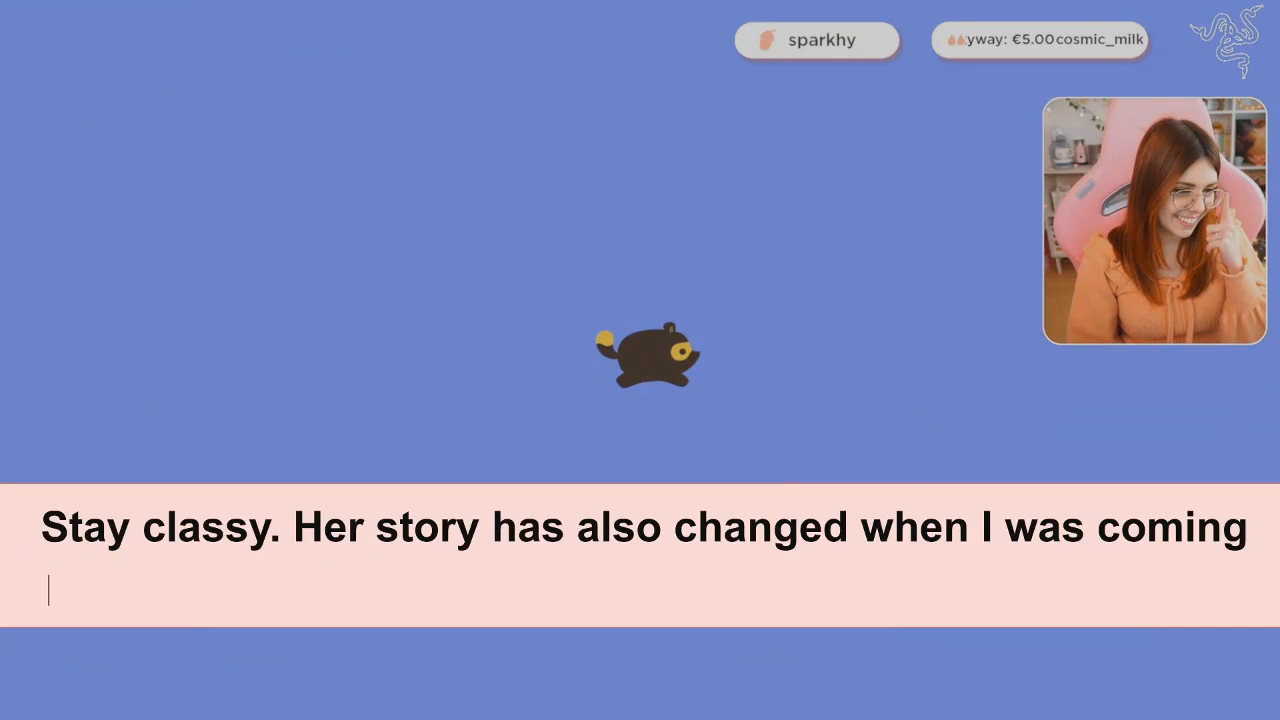 sparkhy
yway: €5.00cosmic_milk
Stay classy. Her story has also changed when I was coming